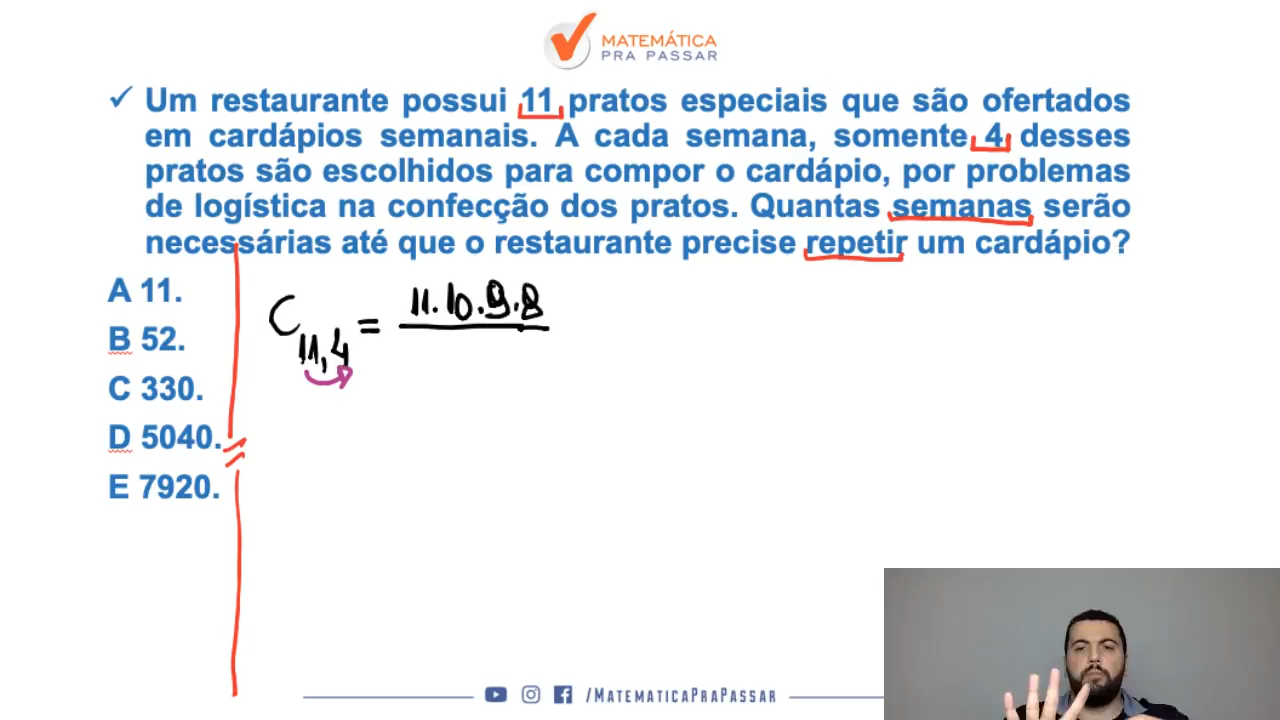 MATEMÁTICA
PRA PASSAR
✓ Um restaurante possui 11 pratos especiais que são ofertados
em cardápios semanais. A cada semana, somente 4 desses
pratos são escolhidos para compor o cardápio, por problemas
de logística na confecção dos pratos. Quantas semanas serão
necessárias até que o restaurante precise repetir um cardápio?
A 11.
B 52.
C 330.
D 5040.
E 7920.
11.10.9.8
C11,4 =
/MATEMATICAPRAPASSAR